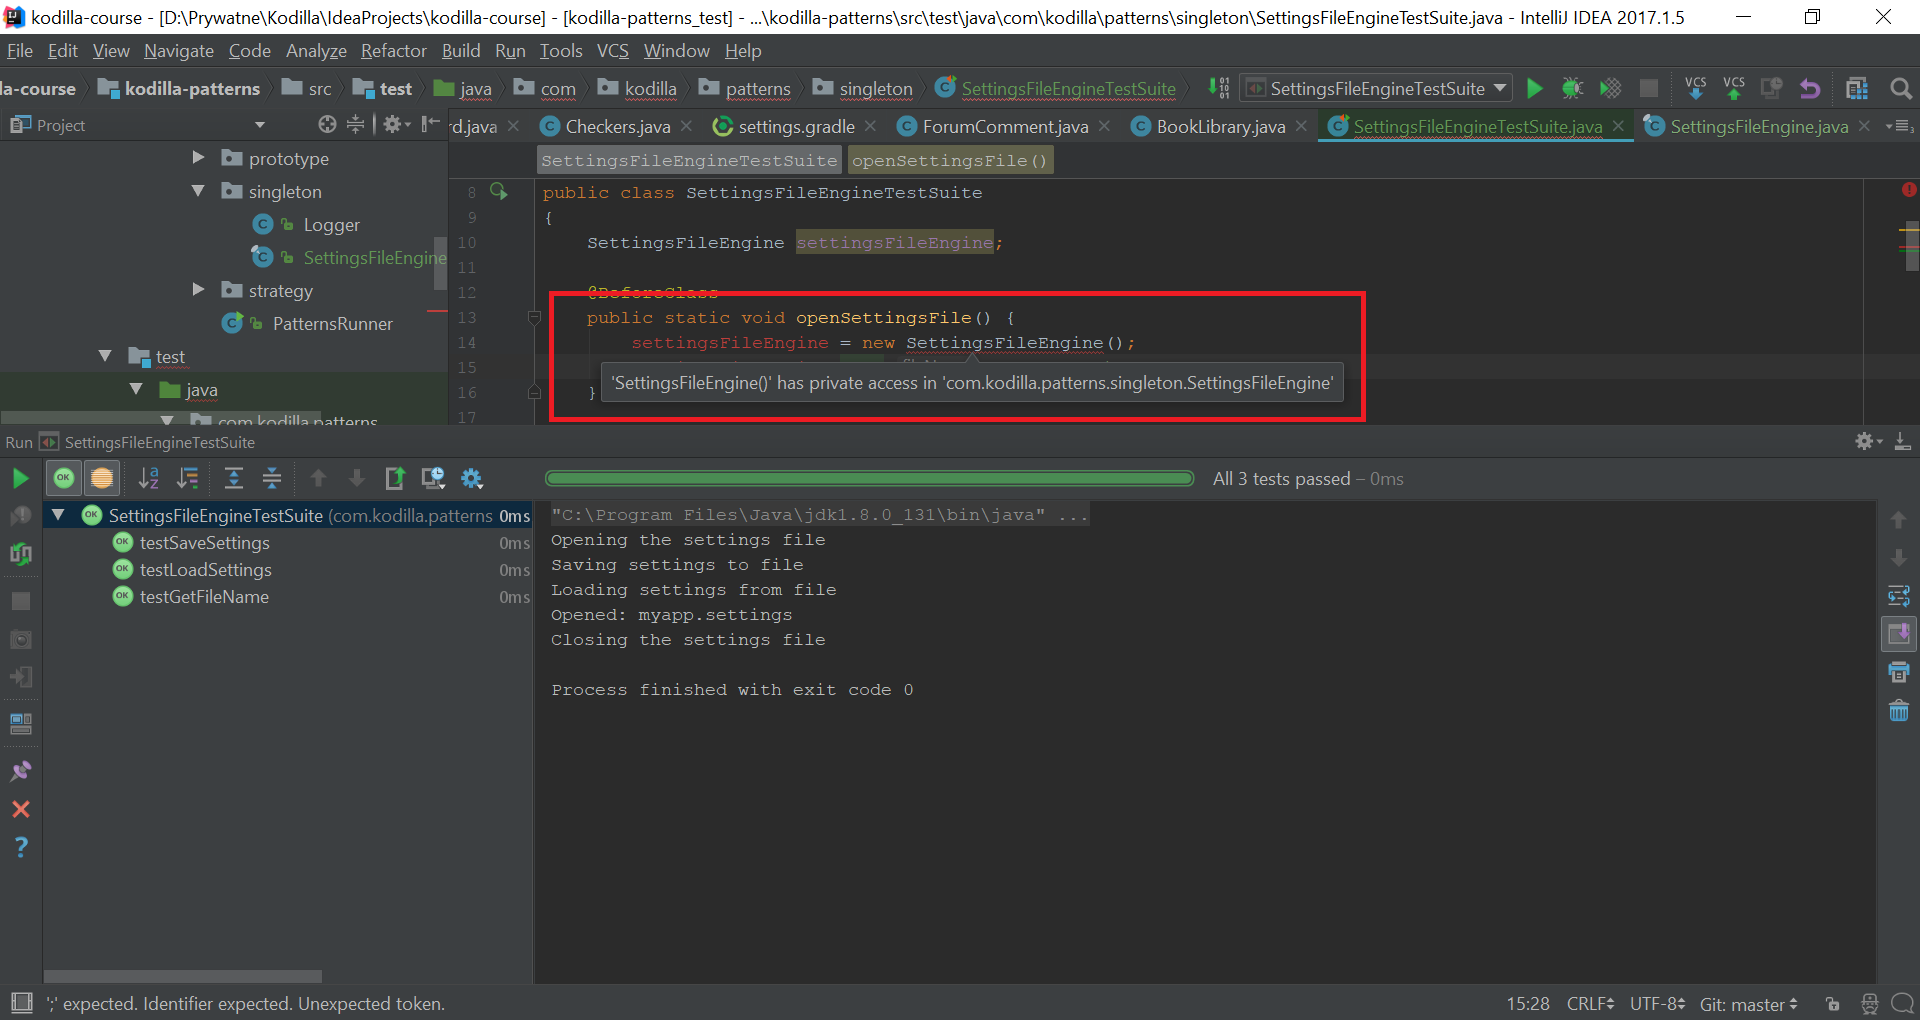 kodilla-course - [D:\Prywatne\Kodilla\IdeaProjects\kodilla-course] - [kodilla-patterns_test] - ...\kodilla-patterns\src\test\java\com\kodilla\patterns\singleton\SettingsFileEngineTestSuite.java - IntelliJ IDEA 2017.1.5
File Edit View Navigate Code Analyze Refactor Build Run Tools VCS Window Help
la-course kodilla-patterns src test java com kodilla patterns singleton SettingsFileEngineTestSuite SettingsFileEngineTestSuite VCS VCS
Project rd.java Checkers.java settings.gradle ForumComment.java BookLibrary.java SettingsFileEngineTestSuite.java SettingsFileEngine.java
SettingsFileEngineTestSuite openSettingsFile()
prototype
singleton
Logger
SettingsFileEngine
strategy
PatternsRunner
test
java
com.kodilla.patterns
8 public class SettingsFileEngineTestSuite
9 {
10 SettingsFileEngine settingsFileEngine;
11
12 @BeforeClass
13 public static void openSettingsFile() {
14 settingsFileEngine = new SettingsFileEngine();
15
'SettingsFileEngine()' has private access in 'com.kodilla.patterns.singleton.SettingsFileEngine'
16 }
17
Run SettingsFileEngineTestSuite
All 3 tests passed – 0ms
SettingsFileEngineTestSuite (com.kodilla.patterns 0ms
testSaveSettings 0ms
testLoadSettings 0ms
testGetFileName 0ms
"C:\Program Files\Java\jdk1.8.0_131\bin\java" ...
Opening the settings file
Saving settings to file
Loading settings from file
Opened: myapp.settings
Closing the settings file
Process finished with exit code 0
';' expected. Identifier expected. Unexpected token.
15:28 CRLF UTF-8 Git: master